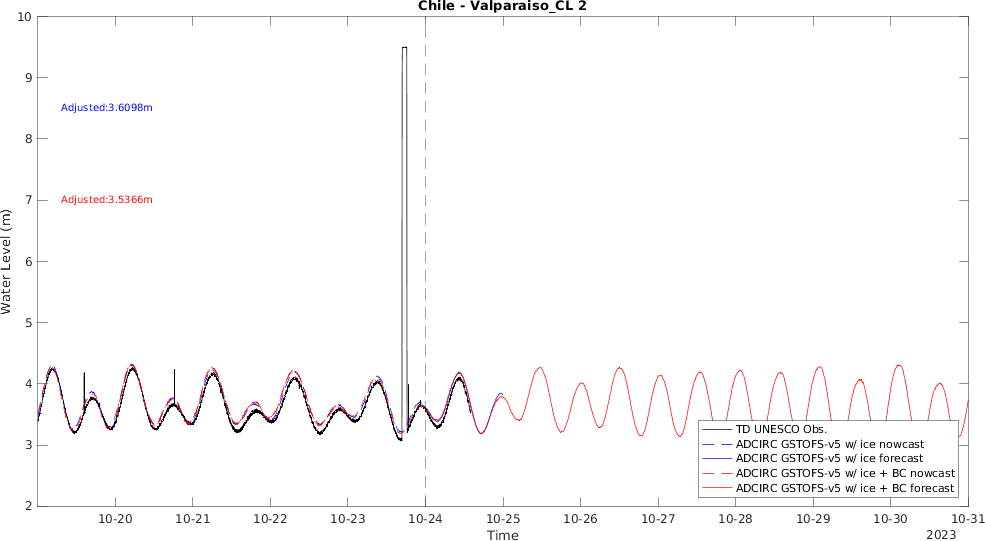 Chile - Valparaiso_CL 2
10
9
8
7
6
5
4
3
2
Water Level (m)
Adjusted:3.6098m
Adjusted:3.5366m
TD UNESCO Obs.
ADCIRC GSTOFS-v5 w/ ice nowcast
ADCIRC GSTOFS-v5 w/ ice forecast
ADCIRC GSTOFS-v5 w/ ice + BC nowcast
ADCIRC GSTOFS-v5 w/ ice + BC forecast
10-20 10-21 10-22 10-23 10-24 10-25 10-26 10-27 10-28 10-29 10-30 10-31
Time
2023